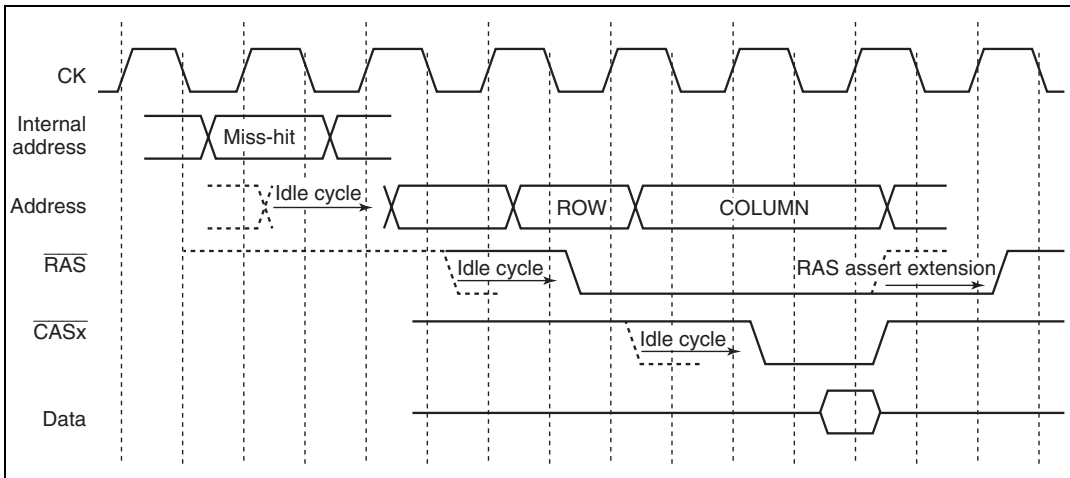 CK
Internal
address
Miss-hit
Address
Idle cycle
ROW
COLUMN
RAS
Idle cycle
RAS assert extension
CASx
Idle cycle
Data